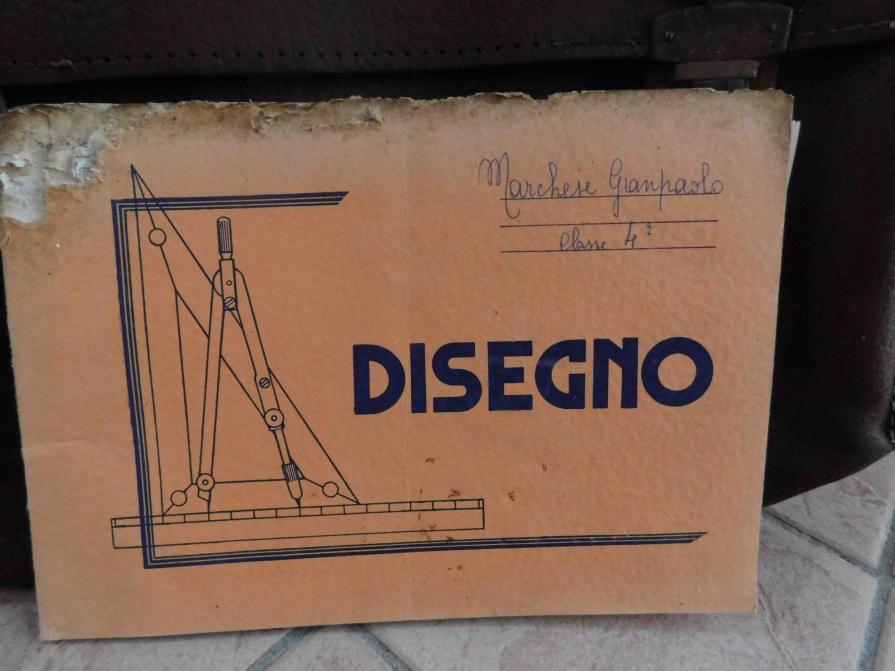 Marchese Gianpaolo
Classe 4ª
DISEGNO